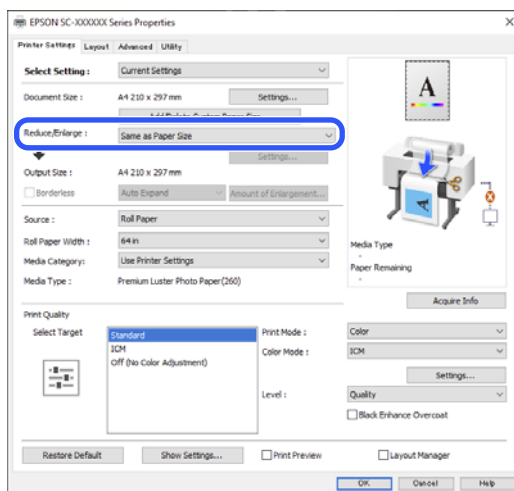 EPSON SC-XXXXXX Series Properties
Printer Settings Layout Advanced Utility
Select Setting : Current Settings
Document Size : A4 210 x 297 mm Settings...
Reduce/Enlarge : Same as Paper Size
Settings...
Output Size : A4 210 x 297 mm
Borderless Auto Expand Amount of Enlargement...
Source : Roll Paper
Roll Paper Width : 64 in
Media Category: Use Printer Settings
Media Type : Premium Luster Photo Paper(260)
A
Media Type
-
Paper Remaining
-
Acquire Info
Print Quality
Select Target
Standard
ICM
Off (No Color Adjustment)
Print Mode : Color
Color Mode : ICM
Settings...
Level : Quality
Black Enhance Overcoat
Restore Default Show Settings... Print Preview Layout Manager
OK Cancel Help